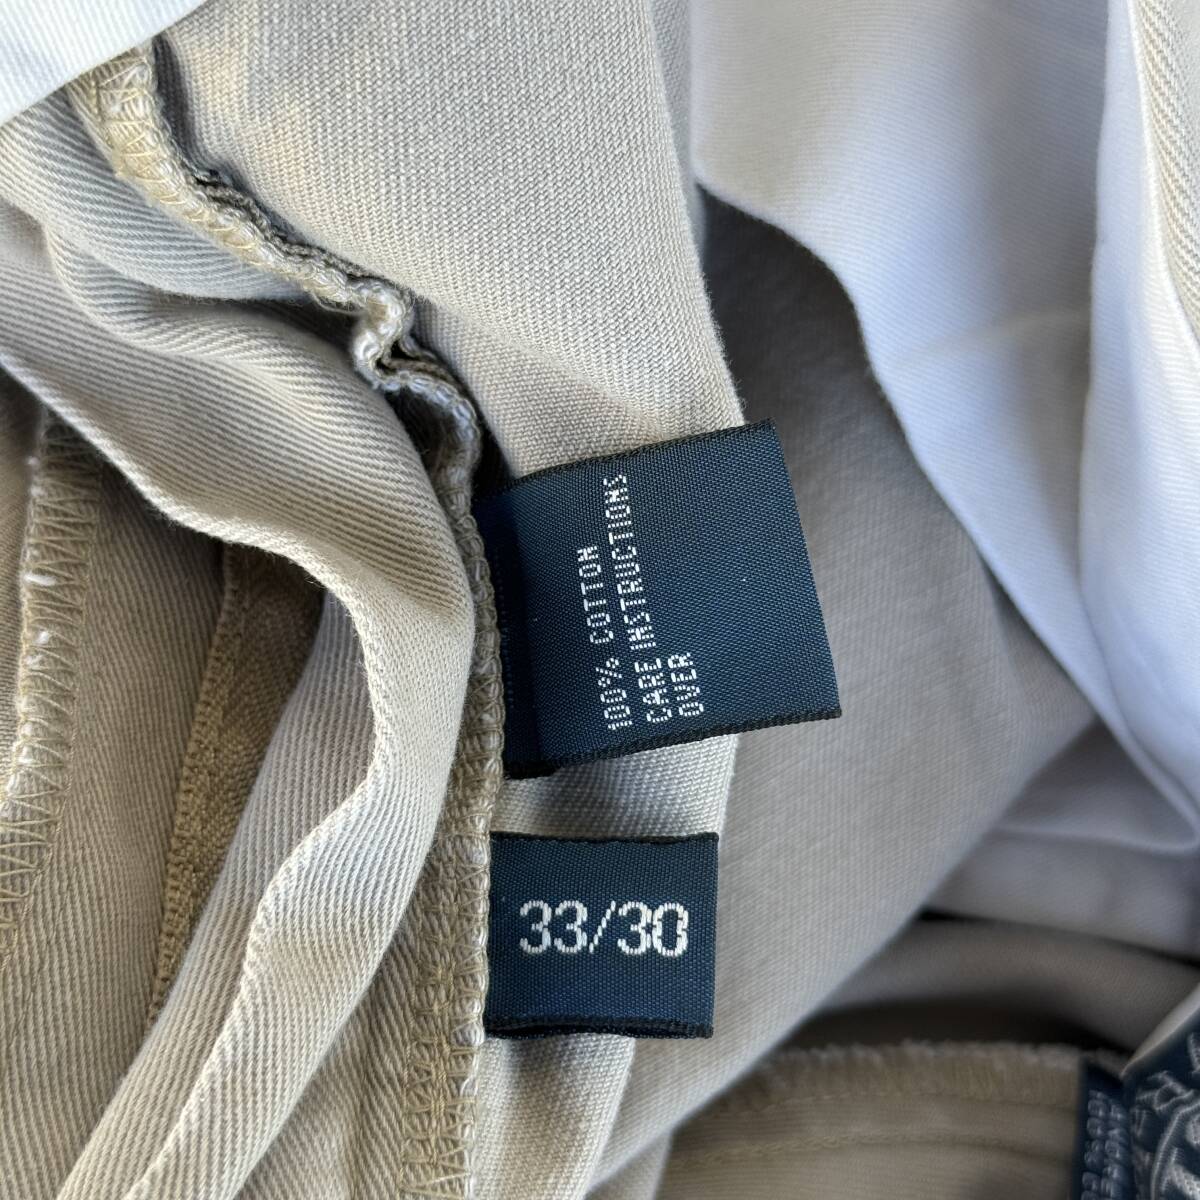 100% COTTON
CARE INSTRUCTIONS
OVER
33/30